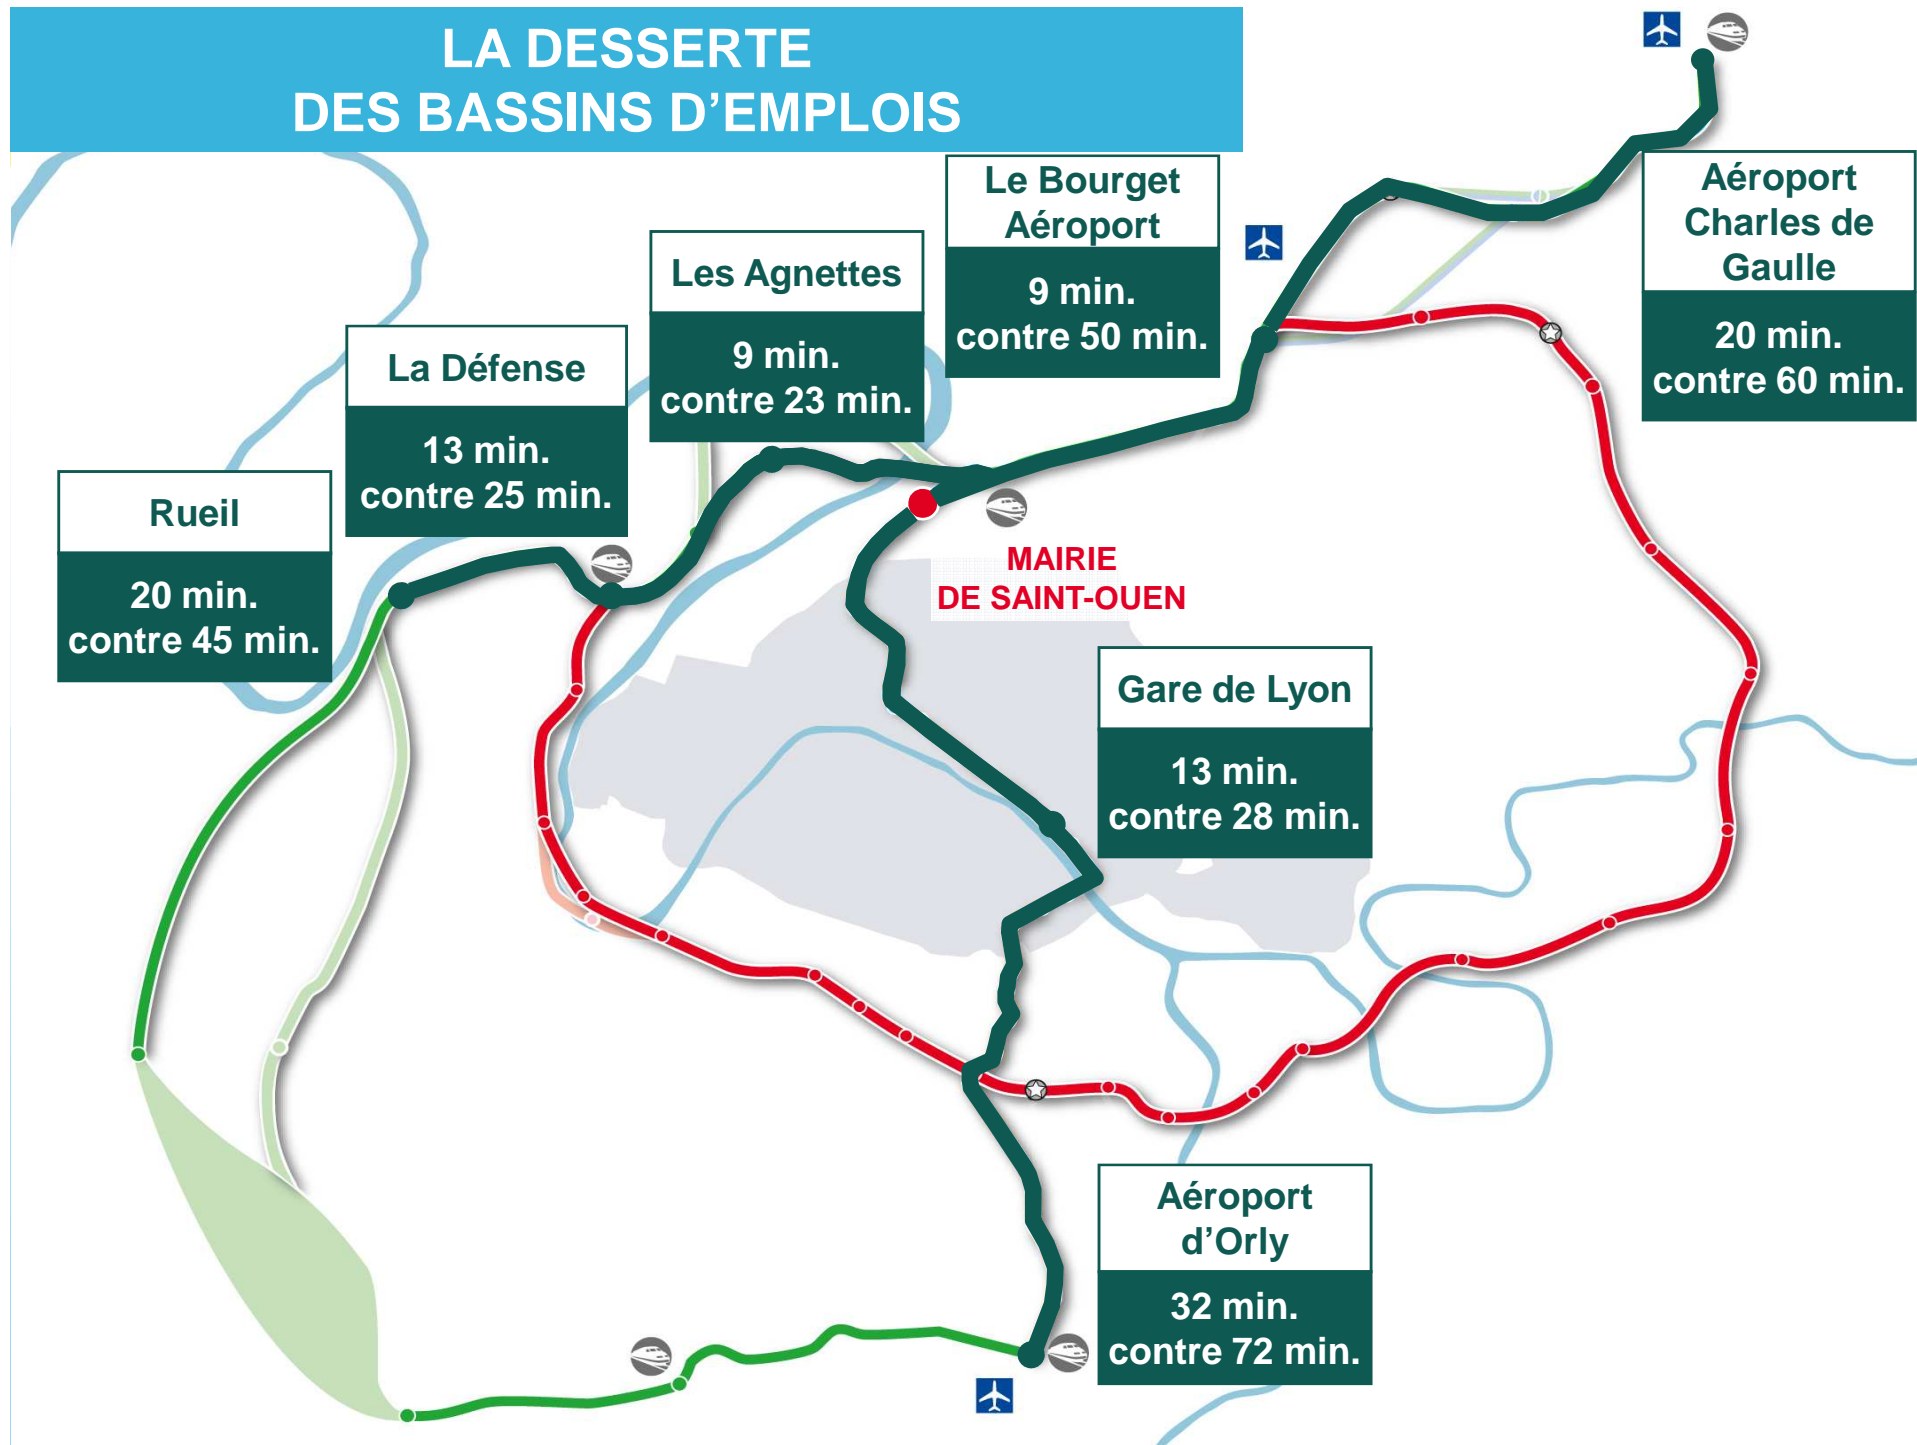 LA DESSERTE
DES BASSINS D’EMPLOIS
Le Bourget
Aéroport
9 min.
contre 50 min.
Aéroport
Charles de
Gaulle
20 min.
contre 60 min.
Les Agnettes
9 min.
contre 23 min.
La Défense
13 min.
contre 25 min.
Rueil
20 min.
contre 45 min.
MAIRIE
DE SAINT-OUEN
Gare de Lyon
13 min.
contre 28 min.
Aéroport
d’Orly
32 min.
contre 72 min.